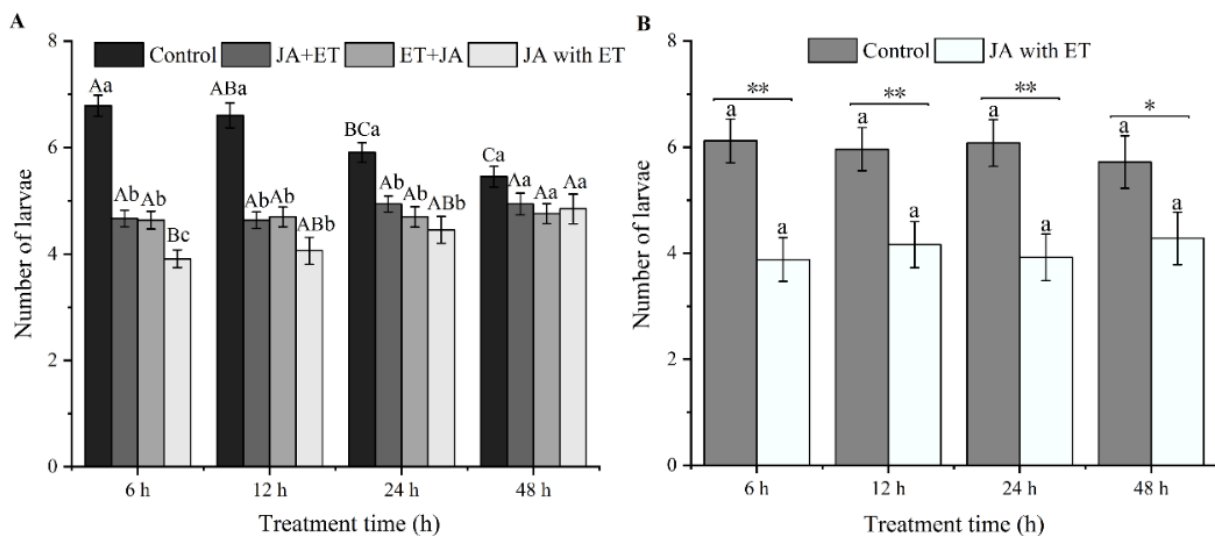 A
8
6
4
2
0
Number of larvae
Control
JA+ET
ET+JA
JA with ET
Aa
Ab
Ab
Bc
ABa
Ab
Ab
ABb
BCa
Ab
Ab
ABb
Ca
Aa
Aa
Aa
6 h
12 h
24 h
48 h
Treatment time (h)
B
8
6
4
2
0
Number of larvae
Control
JA with ET
**
**
**
*
a
a
a
a
a
a
a
a
6 h
12 h
24 h
48 h
Treatment time (h)